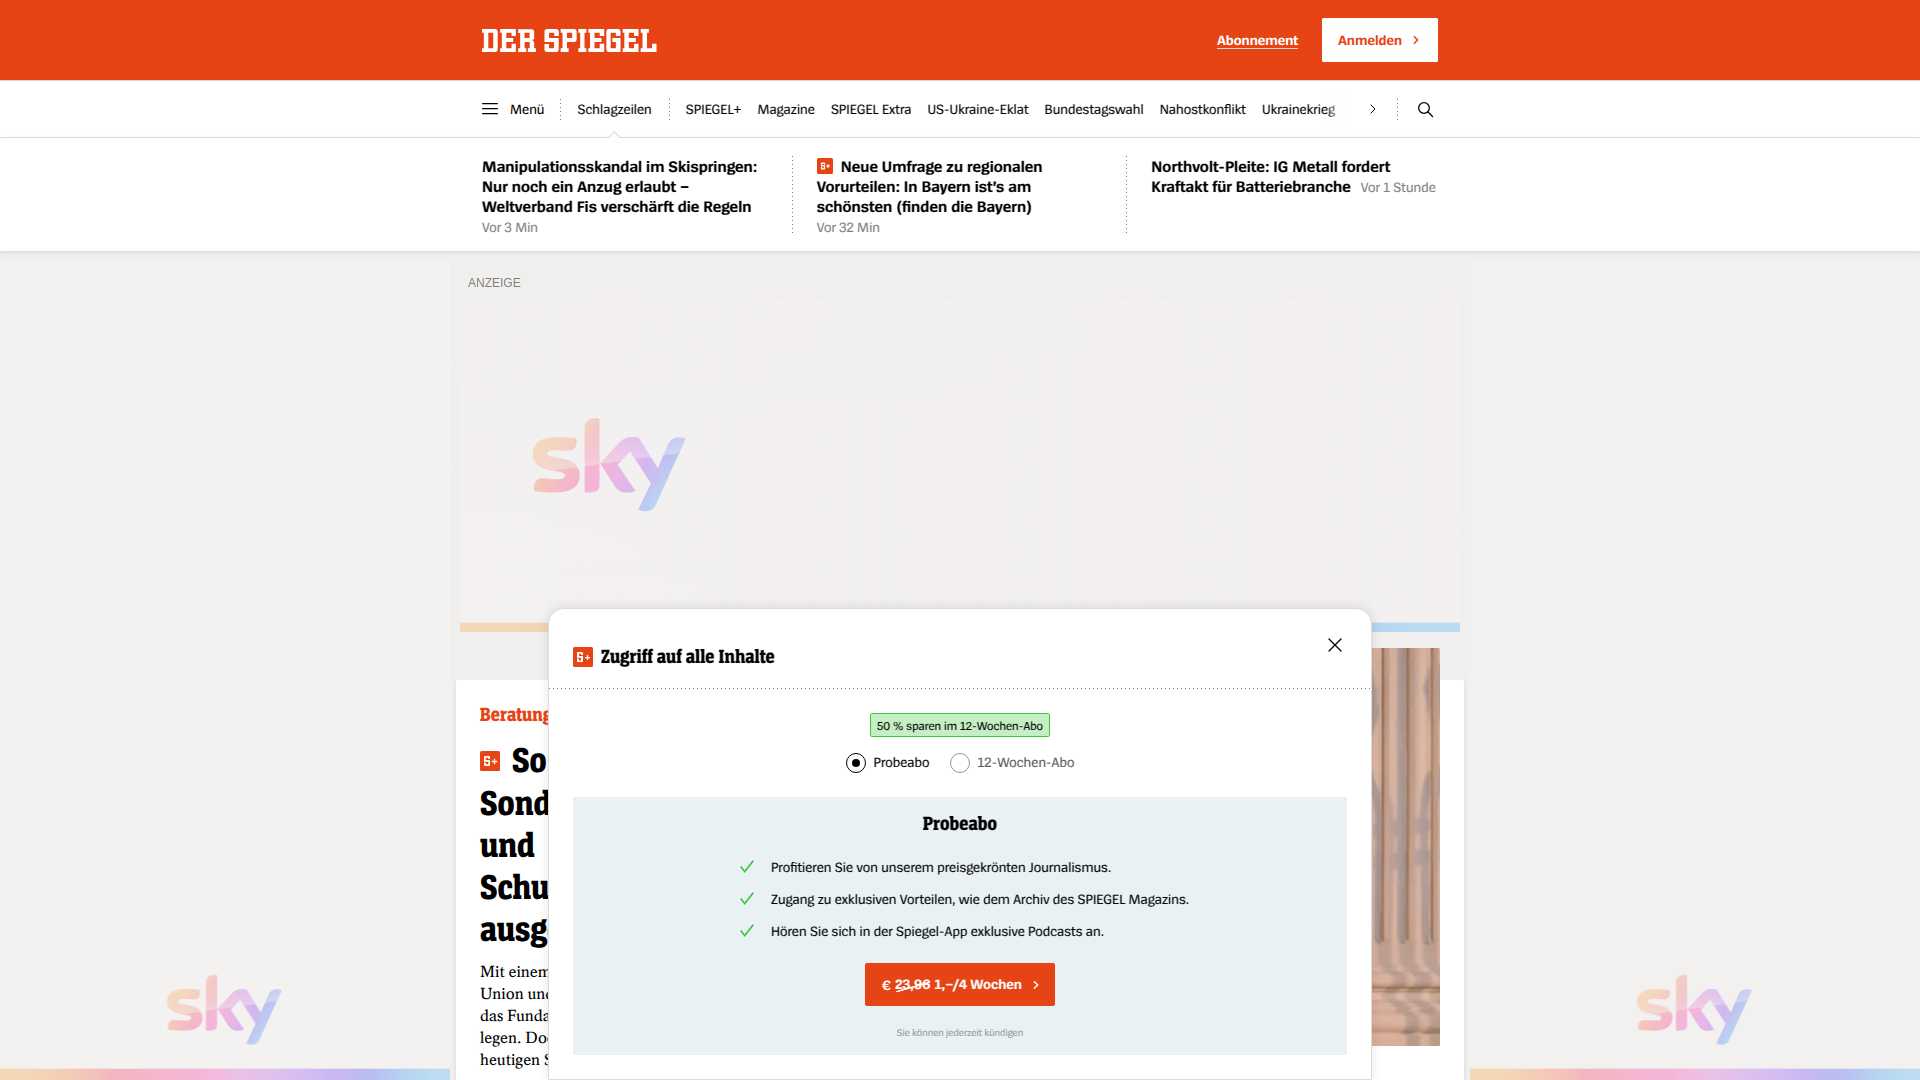 DER SPIEGEL
Abonnement
Anmelden
Menü
Schlagzeilen
SPIEGEL+
Magazine
SPIEGEL Extra
US-Ukraine-Eklat
Bundestagswahl
Nahostkonflikt
Ukrainekrieg
Manipulationsskandal im Skispringen:
Nur noch ein Anzug erlaubt –
Weltverband Fis verschärft die Regeln
Vor 3 Min
Neue Umfrage zu regionalen
Vorurteilen: In Bayern ist's am
schönsten (finden die Bayern)
Vor 32 Min
Northvolt-Pleite: IG Metall fordert
Kraftakt für Batteriebranche Vor 1 Stunde
ANZEIGE
sky
Zugriff auf alle Inhalte
50 % sparen im 12-Wochen-Abo
Probeabo
12-Wochen-Abo
Probeabo
Profitieren Sie von unserem preisgekrönten Journalismus.
Zugang zu exklusiven Vorteilen, wie dem Archiv des SPIEGEL Magazins.
Hören Sie sich in der Spiegel-App exklusive Podcasts an.
€ 23,96 1,–/4 Wochen
Sie können jederzeit kündigen
Beratung
So
Sond
und
Schu
ausg
Mit einem
Union und
das Funda
legen. Do
heutigen S
sky
sky